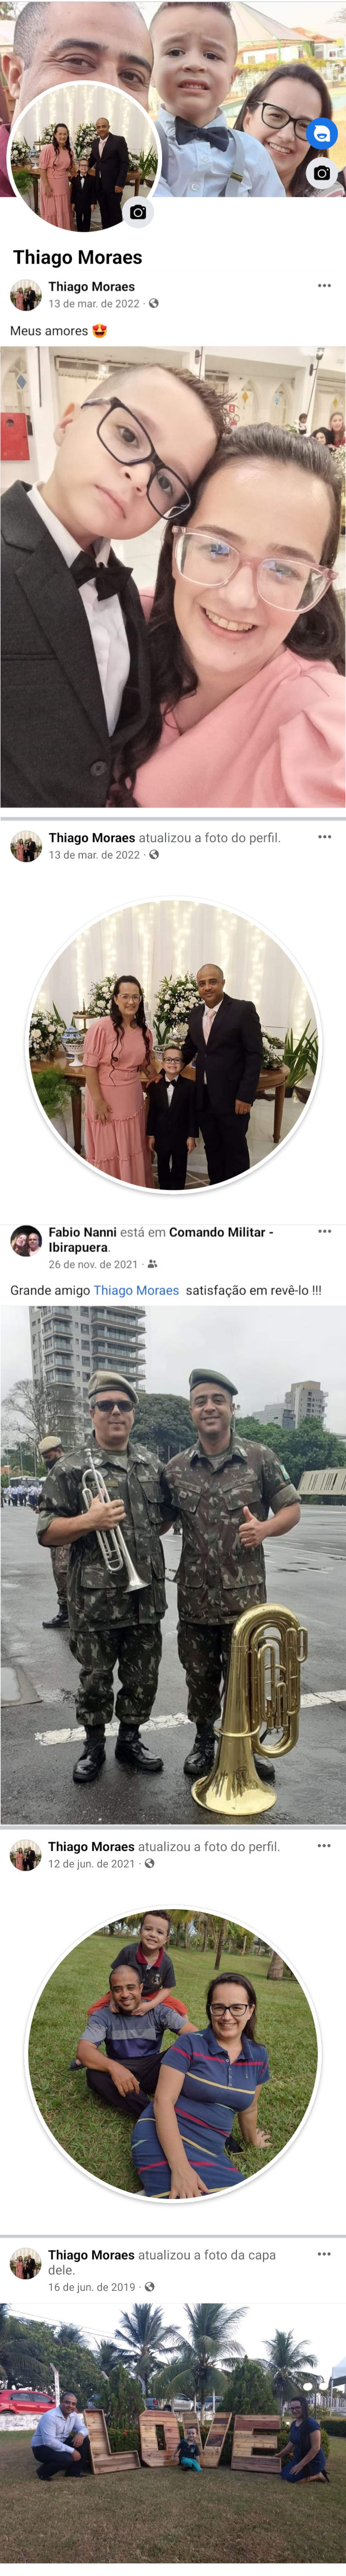 Thiago Moraes
Thiago Moraes
13 de mar. de 2022 ·
Meus amores 😍
Thiago Moraes atualizou a foto do perfil.
13 de mar. de 2022 ·
Fabio Nanni está em Comando Militar -
Ibirapuera.
26 de nov. de 2021 ·
Grande amigo Thiago Moraes satisfação em revê-lo !!!
Thiago Moraes atualizou a foto do perfil.
12 de jun. de 2021 ·
Thiago Moraes atualizou a foto da capa
dele.
16 de jun. de 2019 ·
LOVE